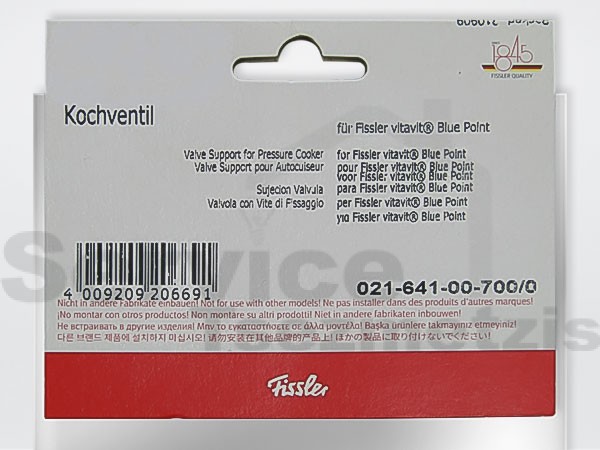 Packed 210909
1845
FISSLER QUALITY
Kochventil
für Fissler vitavit® Blue Point
Valve Support for Pressure Cooker for Fissler vitavit® Blue Point
Valve Support pour Autocuiseur pour Fissler vitavit® Blue Point
voor Fissler vitavit® Blue Point
Sujecion Valvula para Fissler vitavit® Blue Point
Valvola con Vite di Fissaggio per Fissler vitavit® Blue Point
για Fissler vitavit® Blue Point
4 009209 206691
021-641-00-700/0
Nicht in andere Fabrikate einbauen! Not for use with other models! Ne pas installer dans des produits d'autres marques!
¡No montar con otros productos! Non montare su altri prodotti! Niet in andere fabrikaten inbouwen!
Не встраивать в другие изделия! Μην το εγκαταστήσετε σε άλλα μοντέλα! Başka ürünlere takmayınız etmeyiniz!
다른 브랜드 제품에 설치하지 마십시오! 请勿安装在其他品牌的产品上! ほかの製品に取り付けないでください!
Fissler
Service